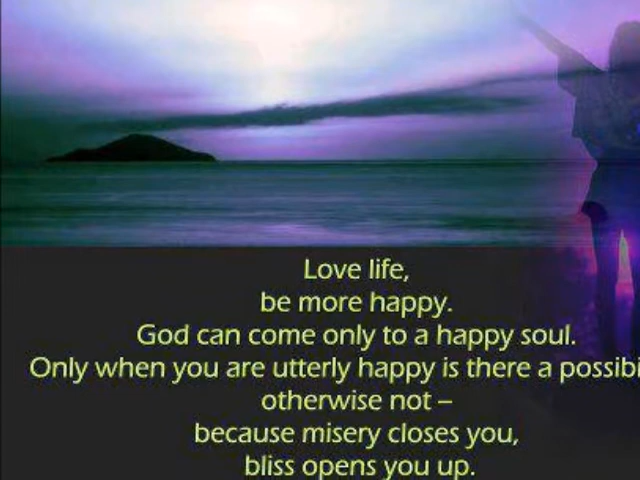 Love life,
be more happy.
God can come only to a happy soul.
Only when you are utterly happy is there a possibi
otherwise not –
because misery closes you,
bliss opens you up.